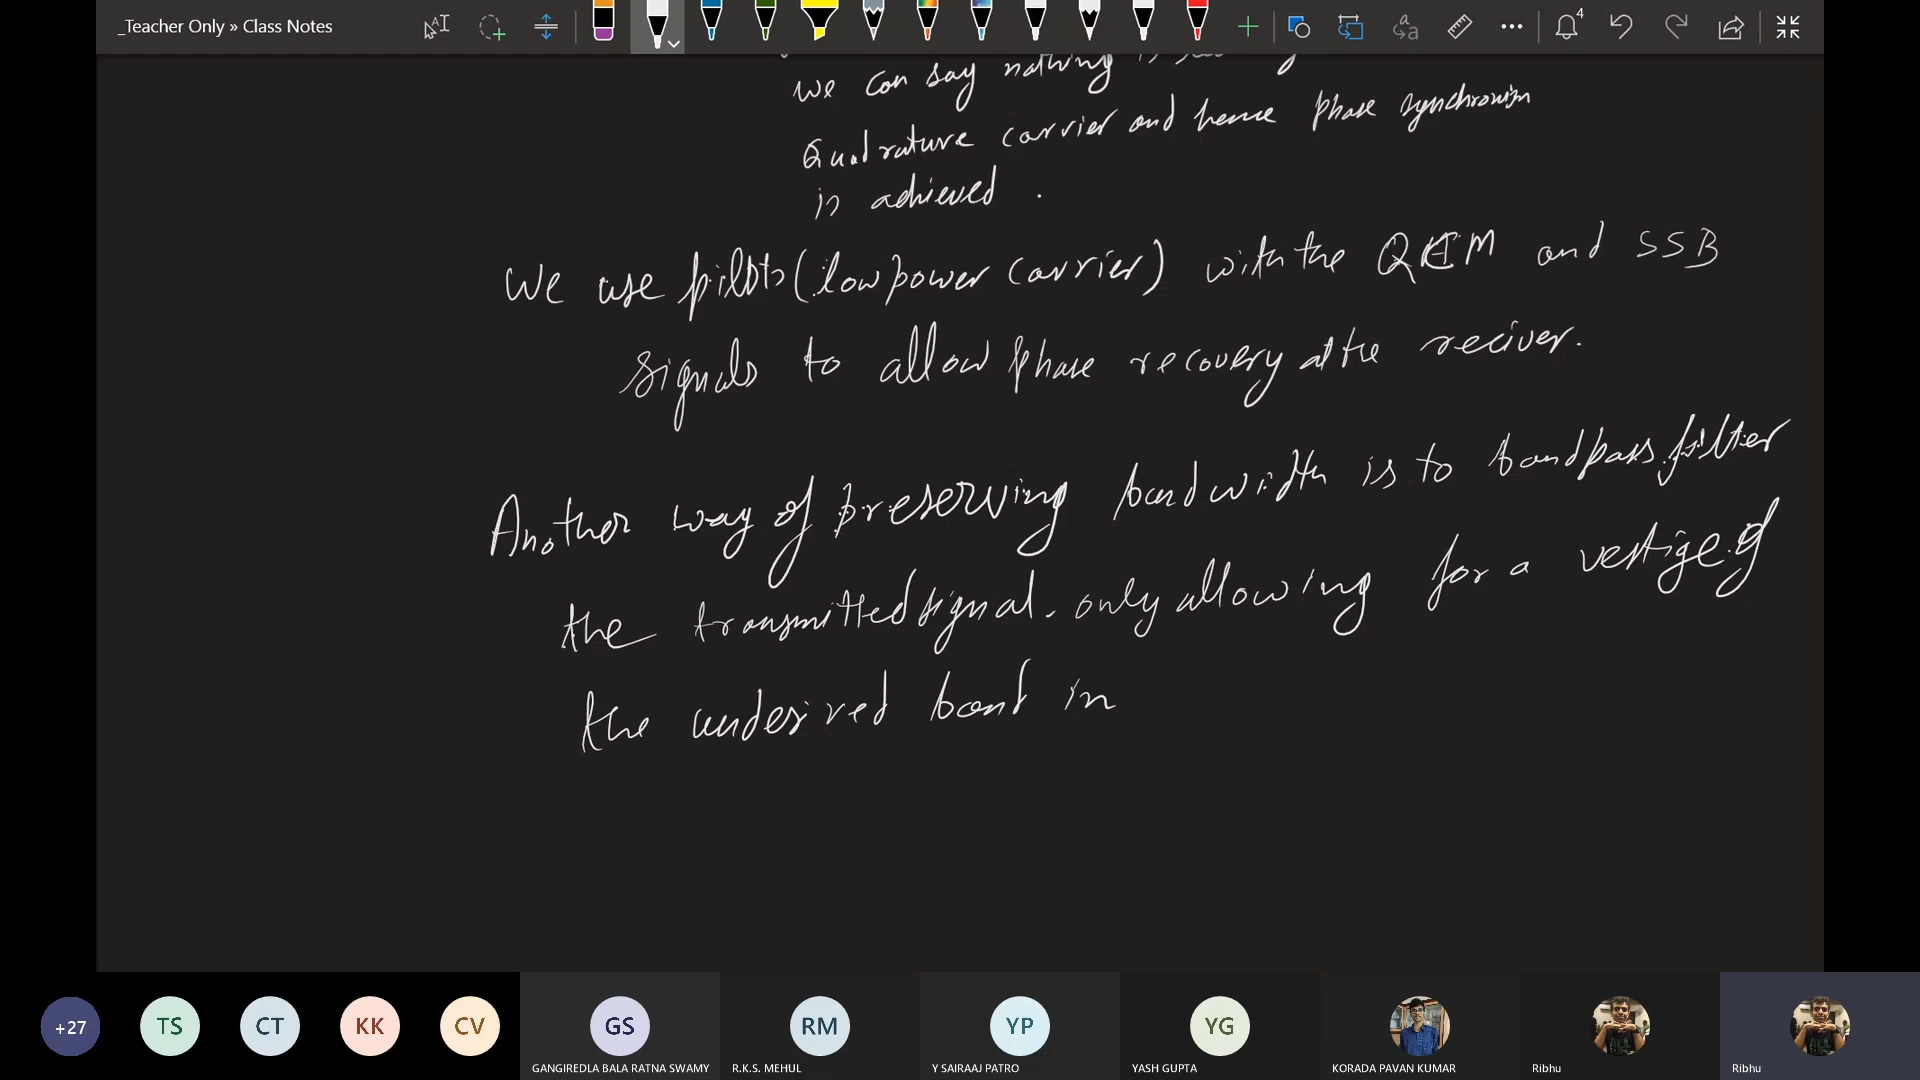 _Teacher Only » Class Notes
4
we can say nothing is
Quadrature carrier and hence phase synchronism
is achieved .
We use pilots (low power carrier) with the QCM and SSB
signals to allow phase recovery at the reciver.
Another way of preserving bandwidth is to bandpass filter
the transmitted signal. only allowing for a vestige of
the undesired band in
+27
TS
CT
KK
CV
GS
RM
YP
YG
GANGIREDLA BALA RATNA SWAMY
R.K.S. MEHUL
Y SAIRAAJ PATRO
YASH GUPTA
KORADA PAVAN KUMAR
Ribhu
Ribhu